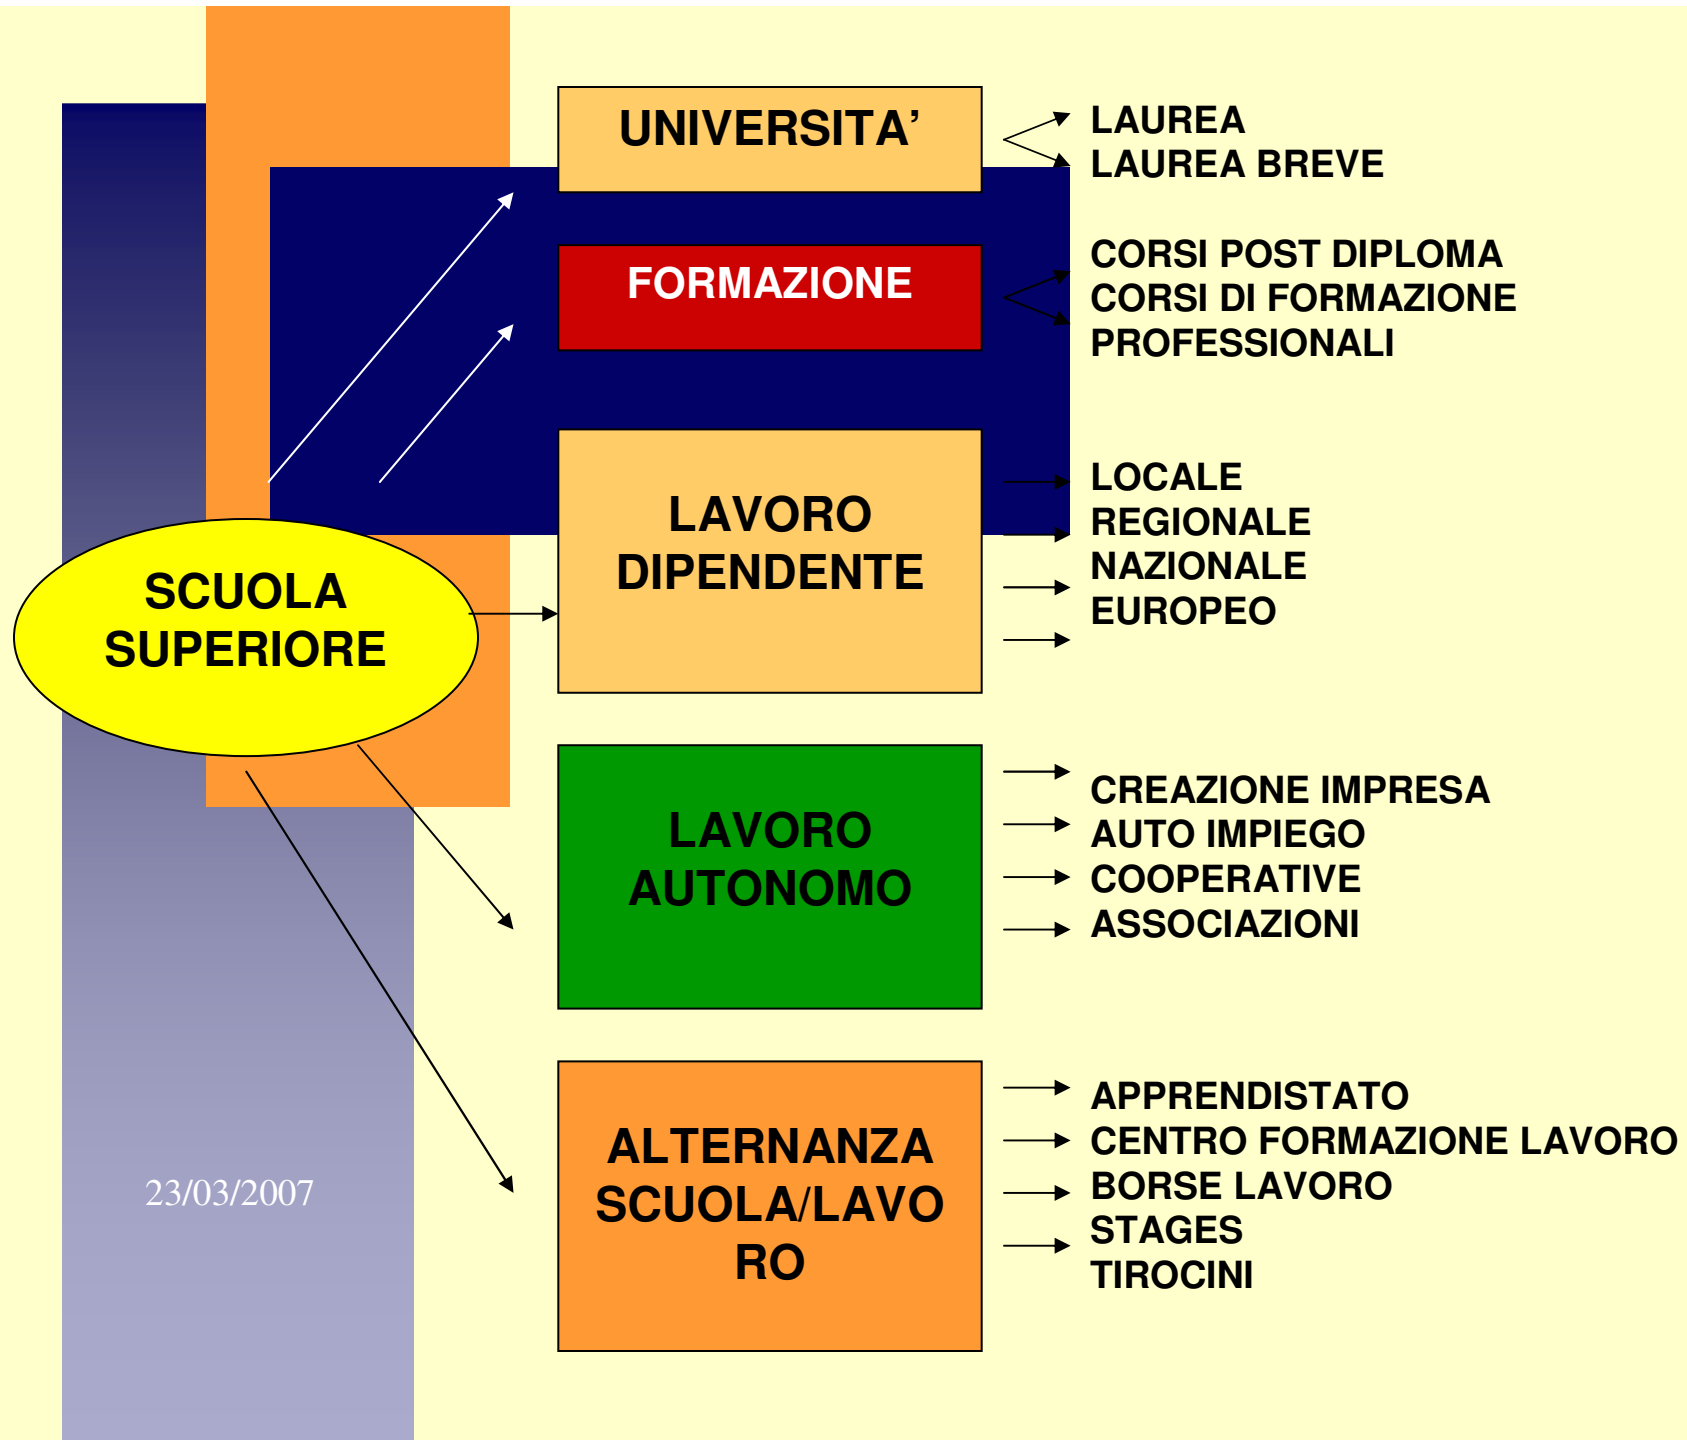 UNIVERSITA’
LAUREA
LAUREA BREVE
FORMAZIONE
CORSI POST DIPLOMA
CORSI DI FORMAZIONE
PROFESSIONALI
SCUOLA
SUPERIORE
LAVORO
DIPENDENTE
LOCALE
REGIONALE
NAZIONALE
EUROPEO
LAVORO
AUTONOMO
CREAZIONE IMPRESA
AUTO IMPIEGO
COOPERATIVE
ASSOCIAZIONI
ALTERNANZA
SCUOLA/LAVO
RO
APPRENDISTATO
CENTRO FORMAZIONE LAVORO
BORSE LAVORO
STAGES
TIROCINI
23/03/2007